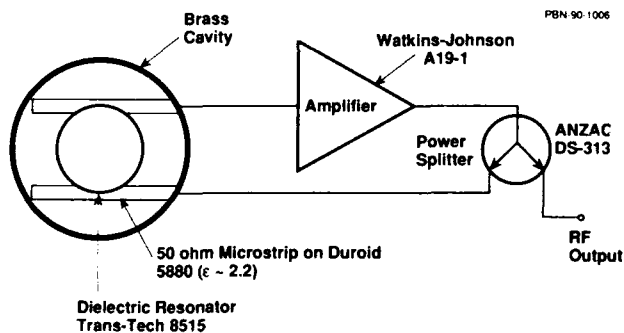 PBN-90-1006
Brass
Cavity
Watkins-Johnson
A19-1
Amplifier
Power
Splitter
ANZAC
DS-313
RF
Output
50 ohm Microstrip on Duroid
5880 (ε ~ 2.2)
Dielectric Resonator
Trans-Tech 8515